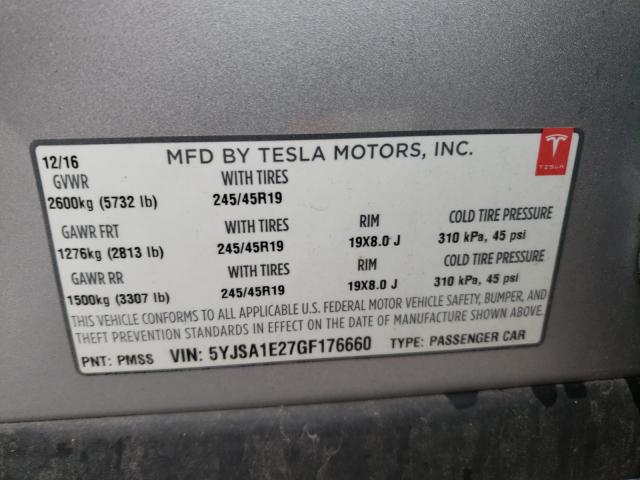 12/16 MFD BY TESLA MOTORS, INC.
TESLA
GVWR WITH TIRES
2600kg (5732 lb) 245/45R19
GAWR FRT WITH TIRES RIM COLD TIRE PRESSURE
1276kg (2813 lb) 245/45R19 19X8.0 J 310 kPa, 45 psi
GAWR RR WITH TIRES RIM COLD TIRE PRESSURE
1500kg (3307 lb) 245/45R19 19X8.0 J 310 kPa, 45 psi
THIS VEHICLE CONFORMS TO ALL APPLICABLE U.S. FEDERAL MOTOR VEHICLE SAFETY, BUMPER, AND
THEFT PREVENTION STANDARDS IN EFFECT ON THE DATE OF MANUFACTURE SHOWN ABOVE.
PNT: PMSS VIN: 5YJSA1E27GF176660 TYPE: PASSENGER CAR